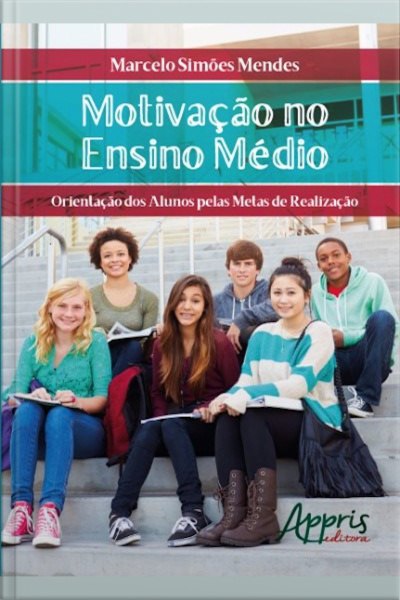 Marcelo Simões Mendes
Motivação no
Ensino Médio
Orientação dos Alunos pelas Metas de Realização
Appris
editora